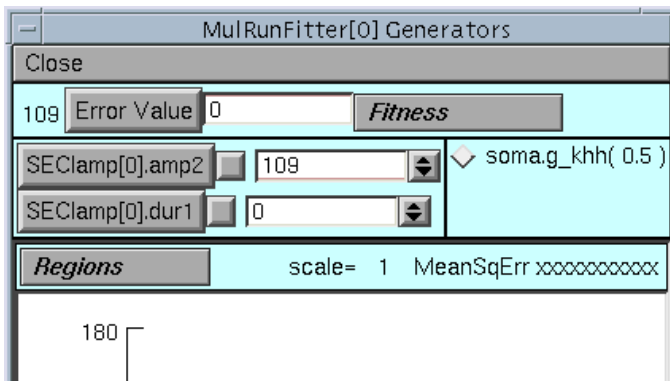 MulRunFitter[0] Generators
Close
109 Error Value 0 Fitness
SEClamp[0].amp2 109 soma.g_khh( 0.5 )
SEClamp[0].dur1 0
Regions scale= 1 MeanSqErr xxxxxxxxxxx
180